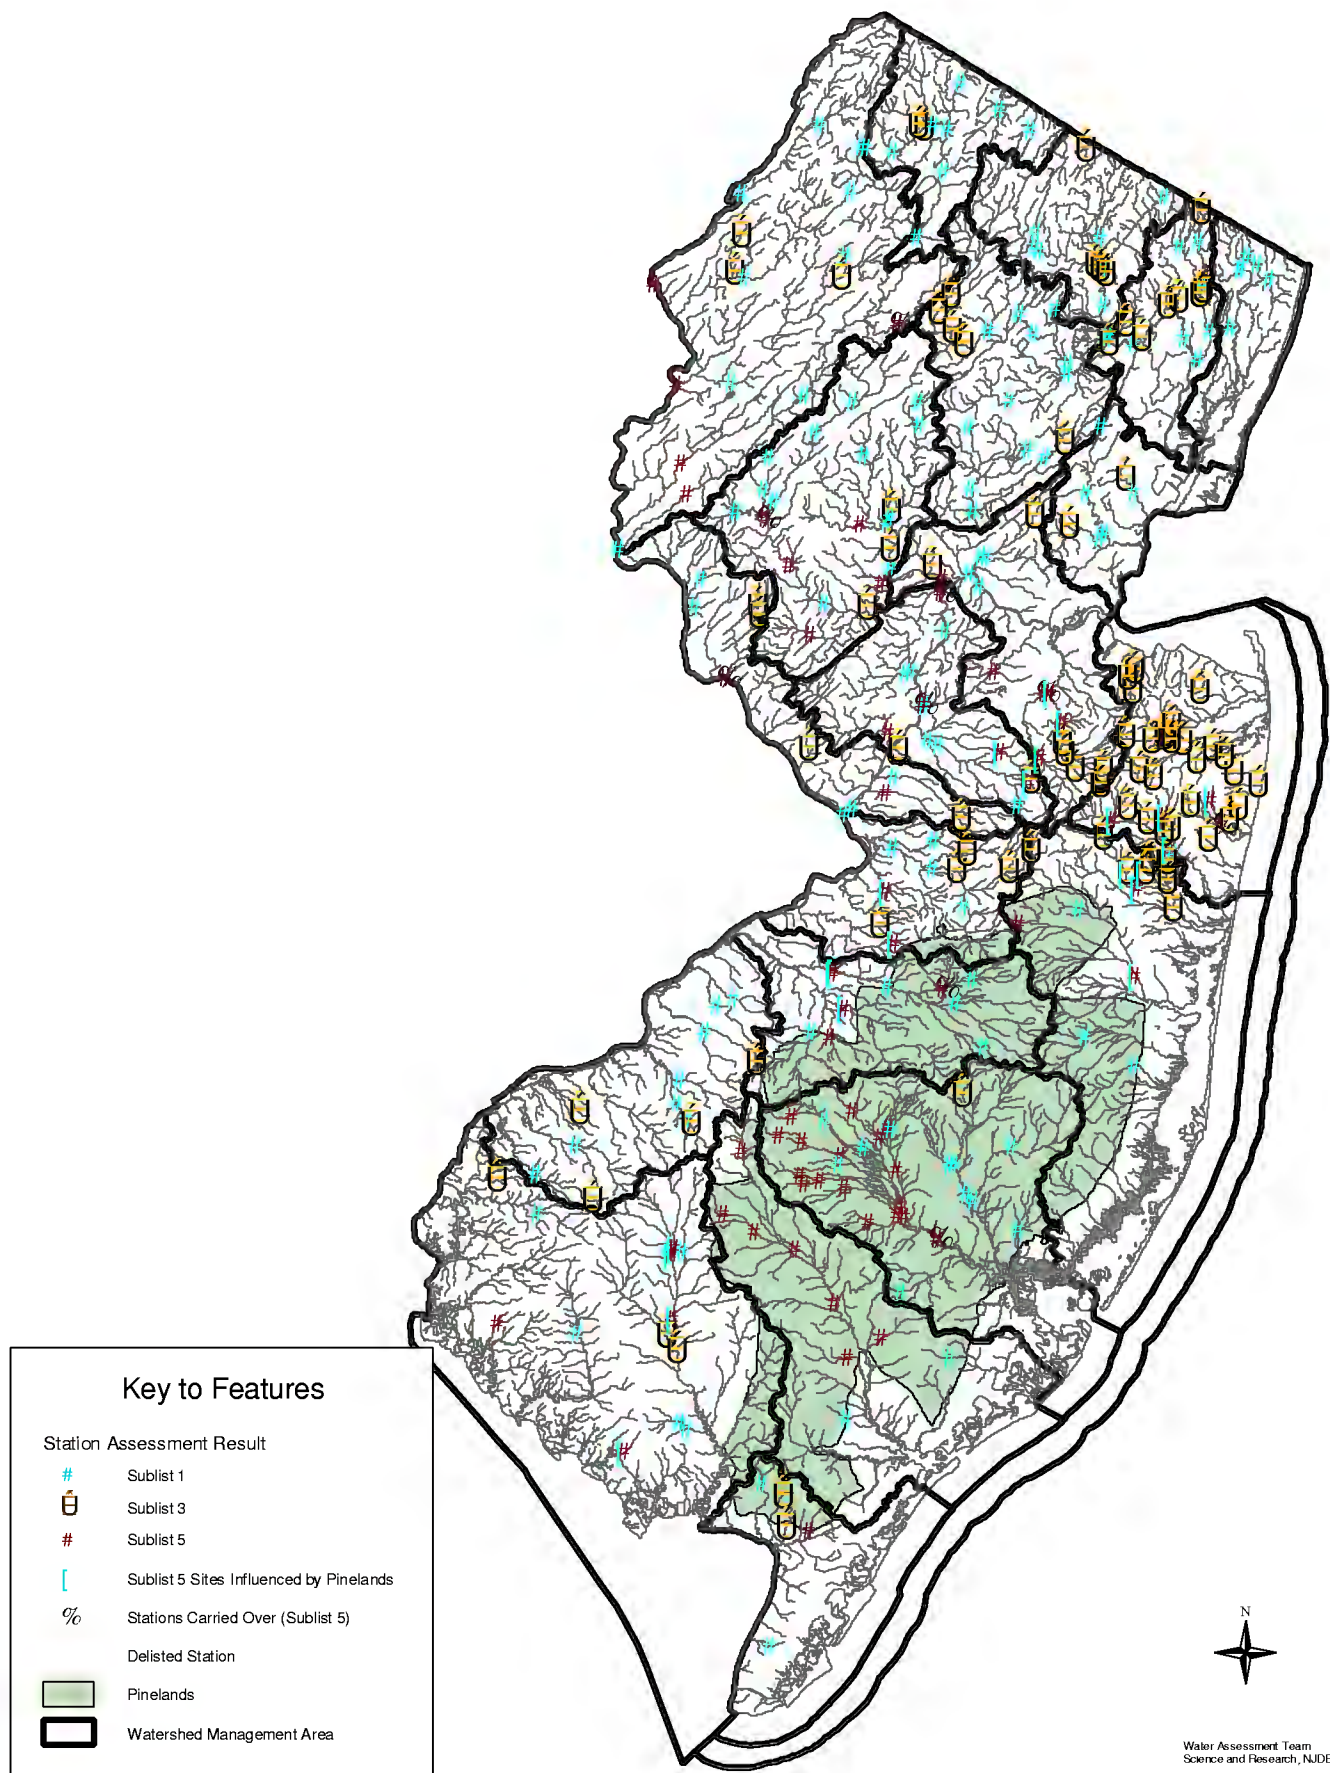 Key to Features
Station Assessment Result
# Sublist 1
Sublist 3
# Sublist 5
[ Sublist 5 Sites Influenced by Pinelands
% Stations Carried Over (Sublist 5)
Delisted Station
Pinelands
Watershed Management Area
N
Water Assessment Team
Science and Research, NJDE